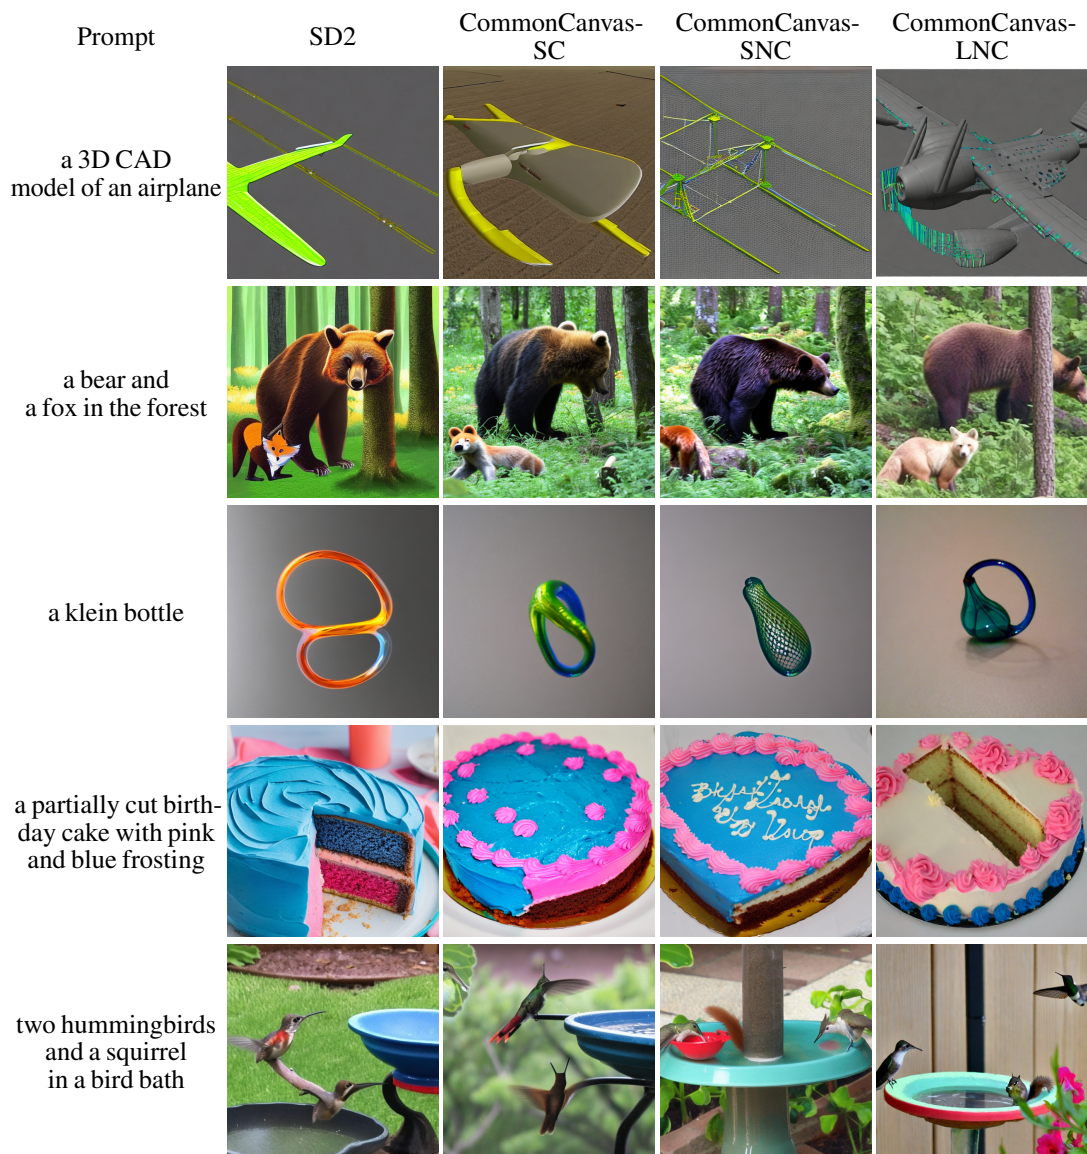 Prompt
SD2
CommonCanvas-
SC
CommonCanvas-
SNC
CommonCanvas-
LNC
a 3D CAD
model of an airplane
a bear and
a fox in the forest
a klein bottle
a partially cut birth-
day cake with pink
and blue frosting
two hummingbirds
and a squirrel
in a bird bath